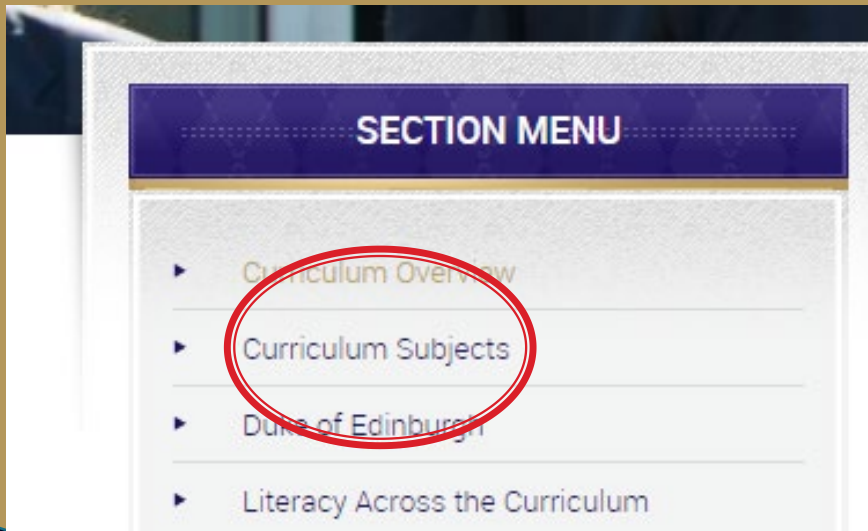 SECTION MENU
Curriculum Overview
Curriculum Subjects
Duke of Edinburgh
Literacy Across the Curriculum